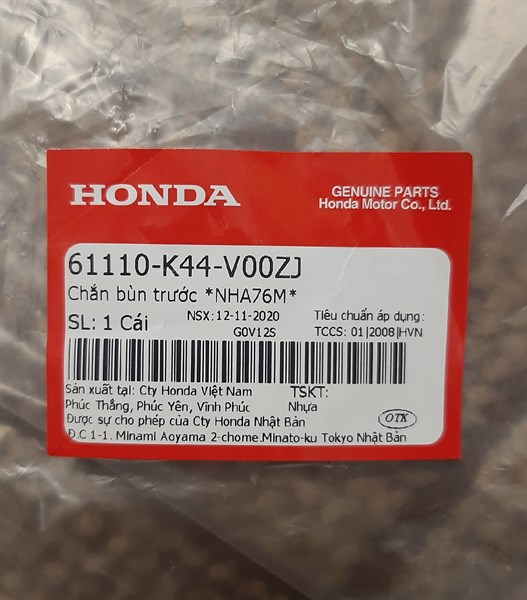 HONDA
GENUINE PARTS
Honda Motor Co., Ltd.
61110-K44-V00ZJ
Chắn bùn trước *NHA76M*
SL: 1 Cái
NSX: 12-11-2020
G0V12S
Tiêu chuẩn áp dụng:
TCCS: 01|2008|HVN
Sản xuất tại: Cty Honda Việt Nam
Phúc Thắng, Phúc Yên, Vĩnh Phúc
TSKT:
Nhựa
Được sự cho phép của Cty Honda Nhật Bản
Đ.C 1-1. Minami Aoyama 2-chome.Minato-ku Tokyo Nhật Bản
OTK